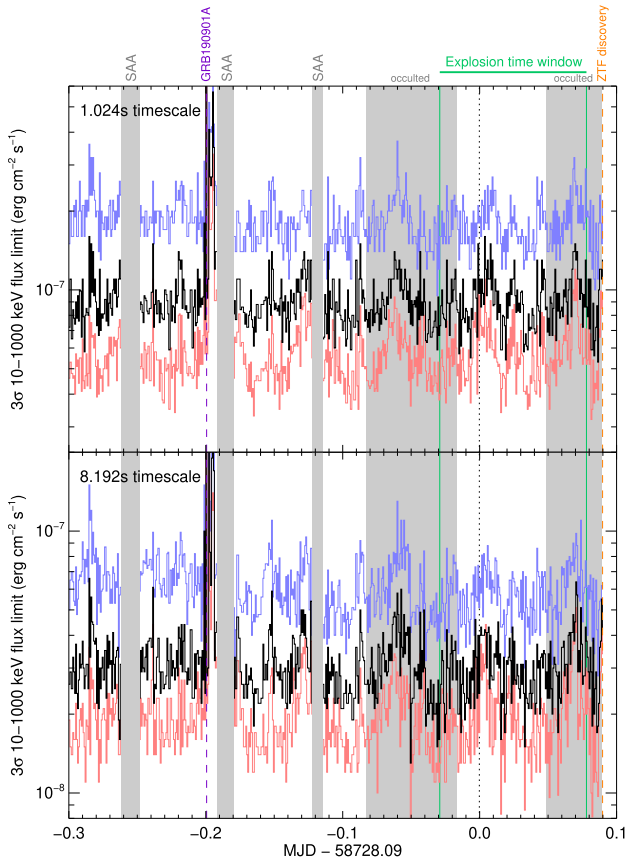 SAA
GRB190901A
SAA
SAA
Explosion time window
ZTF discovery
occulted
occulted
1.024s timescale
3σ 10−1000 keV flux limit (erg cm⁻² s⁻¹)
10⁻⁷
8.192s timescale
3σ 10−1000 keV flux limit (erg cm⁻² s⁻¹)
10⁻⁷
10⁻⁸
−0.3 −0.2 −0.1 0.0 0.1
MJD − 58728.09